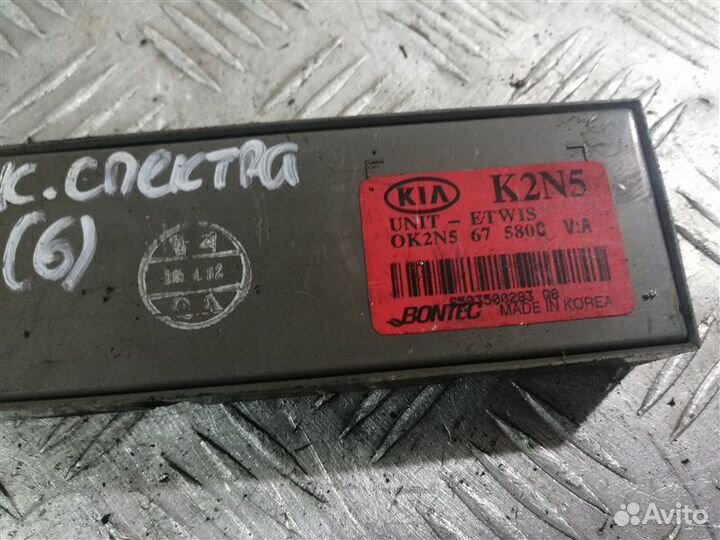 К. СПЕКТРА
(6)
KIA K2N5
UNIT - ETWIS
OK2N5 67 580C V:A
BONTEC MADE IN KOREA
Avito